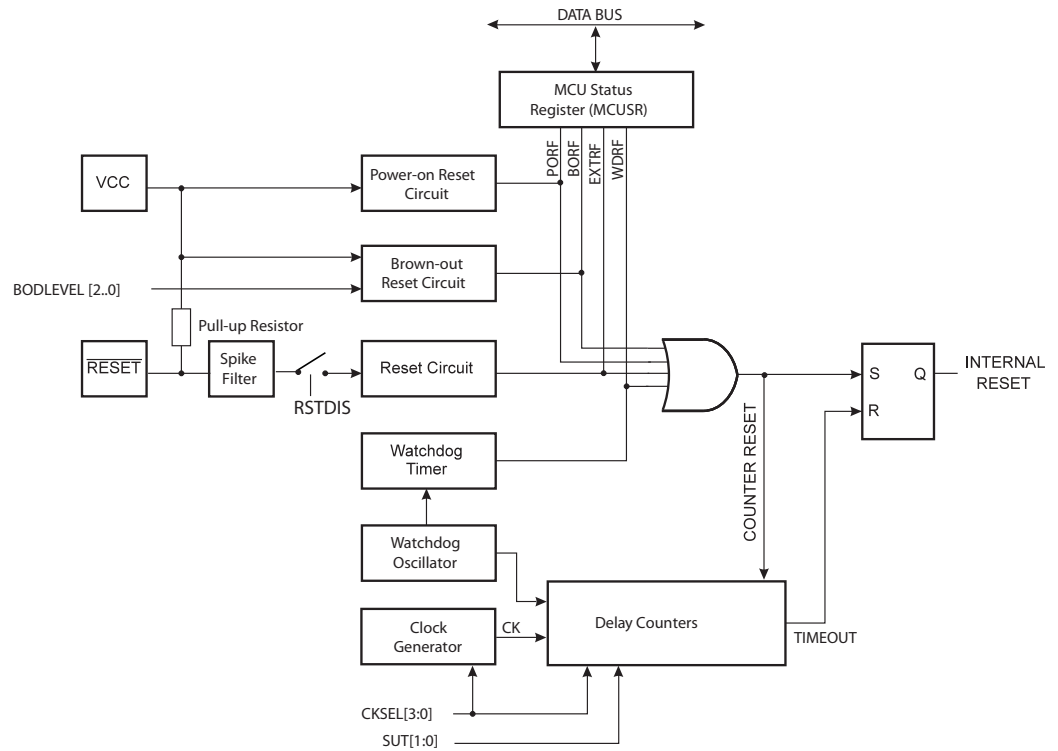 DATA BUS
MCU Status
Register (MCUSR)
PORF
BORF
EXTRF
WDRF
VCC
Power-on Reset
Circuit
Brown-out
Reset Circuit
BODLEVEL [2..0]
Pull-up Resistor
RESET
Spike
Filter
RSTDIS
Reset Circuit
S
Q
R
INTERNAL
RESET
COUNTER RESET
Watchdog
Timer
Watchdog
Oscillator
Clock
Generator
CK
Delay Counters
TIMEOUT
CKSEL[3:0]
SUT[1:0]